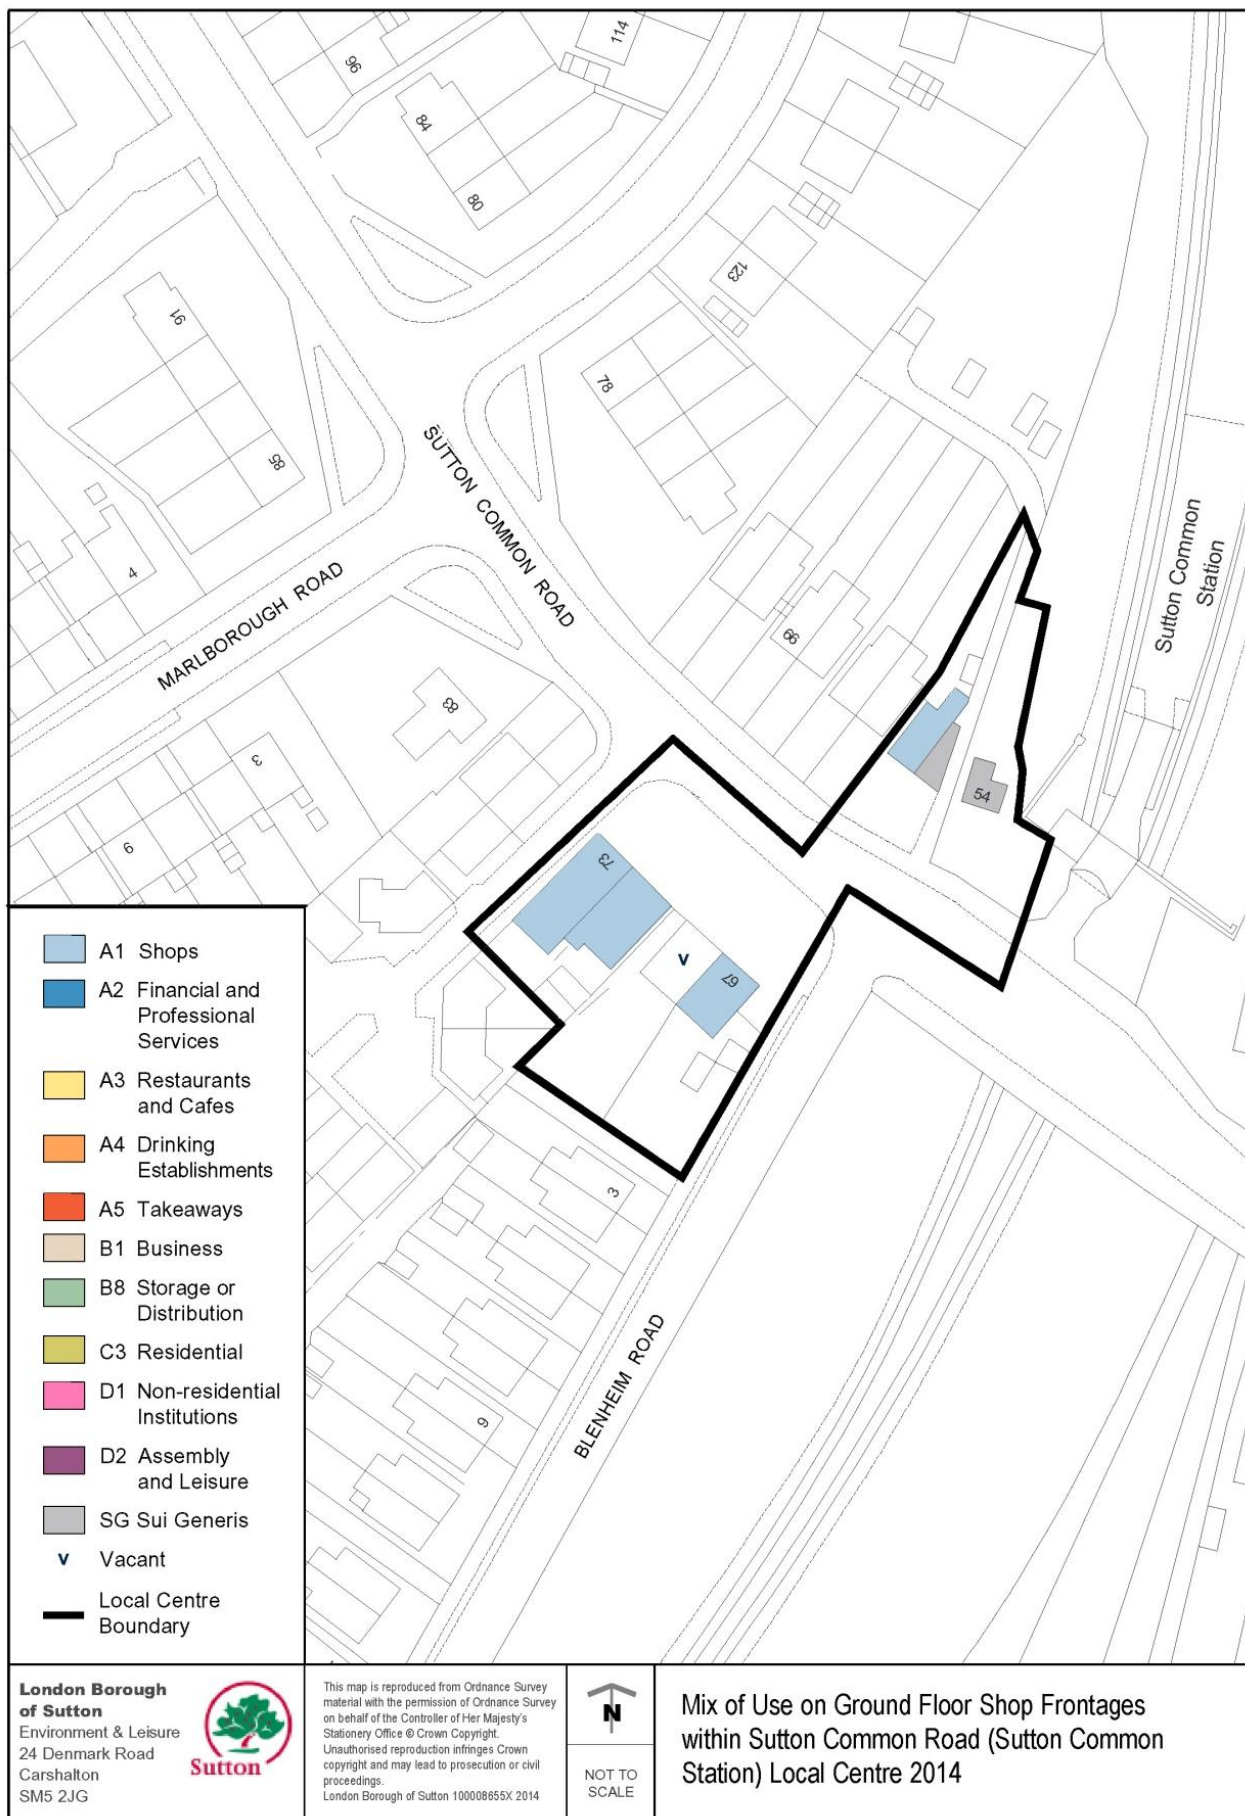 114
96
84
80
123
91
78
85
SUTTON COMMON ROAD
Sutton Common
Station
4
MARLBOROUGH ROAD
66
83
3
54
9
73
v
67
3
9
BLENHEIM ROAD
A1 Shops
A2 Financial and
Professional
Services
A3 Restaurants
and Cafes
A4 Drinking
Establishments
A5 Takeaways
B1 Business
B8 Storage or
Distribution
C3 Residential
D1 Non-residential
Institutions
D2 Assembly
and Leisure
SG Sui Generis
v Vacant
Local Centre
Boundary
London Borough
of Sutton
Environment & Leisure
24 Denmark Road
Carshalton
SM5 2JG
Sutton
This map is reproduced from Ordnance Survey
material with the permission of Ordnance Survey
on behalf of the Controller of Her Majesty's
Stationery Office © Crown Copyright.
Unauthorised reproduction infringes Crown
copyright and may lead to prosecution or civil
proceedings.
London Borough of Sutton 100008655X 2014
N
NOT TO
SCALE
Mix of Use on Ground Floor Shop Frontages
within Sutton Common Road (Sutton Common
Station) Local Centre 2014